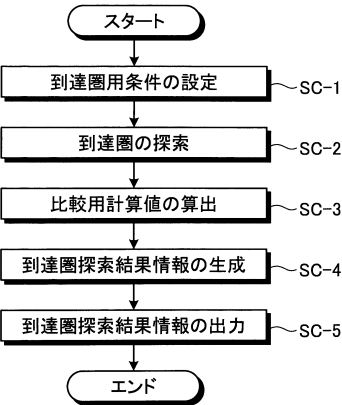 スタート
到達圏用条件の設定
SC-1
到達圏の探索
SC-2
比較用計算値の算出
SC-3
到達圏探索結果情報の生成
SC-4
到達圏探索結果情報の出力
SC-5
エンド